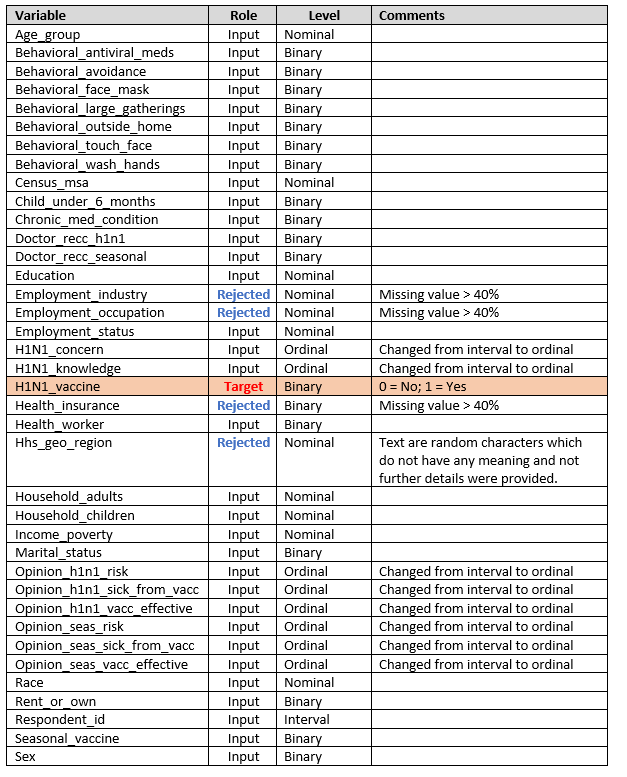 Variable Role Level Comments
Age_group Input Nominal
Behavioral_antiviral_meds Input Binary
Behavioral_avoidance Input Binary
Behavioral_face_mask Input Binary
Behavioral_large_gatherings Input Binary
Behavioral_outside_home Input Binary
Behavioral_touch_face Input Binary
Behavioral_wash_hands Input Binary
Census_msa Input Nominal
Child_under_6_months Input Binary
Chronic_med_condition Input Binary
Doctor_recc_h1n1 Input Binary
Doctor_recc_seasonal Input Binary
Education Input Nominal
Employment_industry Rejected Nominal Missing value > 40%
Employment_occupation Rejected Nominal Missing value > 40%
Employment_status Input Nominal
H1N1_concern Input Ordinal Changed from interval to ordinal
H1N1_knowledge Input Ordinal Changed from interval to ordinal
H1N1_vaccine Target Binary 0 = No; 1 = Yes
Health_insurance Rejected Binary Missing value > 40%
Health_worker Input Binary
Hhs_geo_region Rejected Nominal Text are random characters which
do not have any meaning and not
further details were provided.
Household_adults Input Nominal
Household_children Input Nominal
Income_poverty Input Nominal
Marital_status Input Binary
Opinion_h1n1_risk Input Ordinal Changed from interval to ordinal
Opinion_h1n1_sick_from_vacc Input Ordinal Changed from interval to ordinal
Opinion_h1n1_vacc_effective Input Ordinal Changed from interval to ordinal
Opinion_seas_risk Input Ordinal Changed from interval to ordinal
Opinion_seas_sick_from_vacc Input Ordinal Changed from interval to ordinal
Opinion_seas_vacc_effective Input Ordinal Changed from interval to ordinal
Race Input Nominal
Rent_or_own Input Binary
Respondent_id Input Interval
Seasonal_vaccine Input Binary
Sex Input Binary